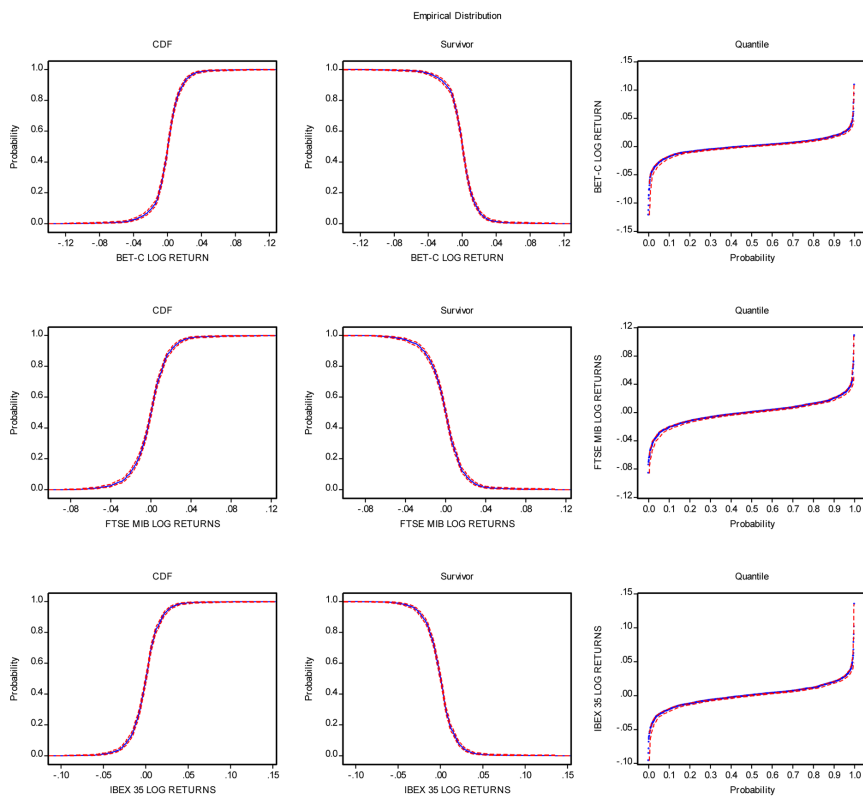 Empirical Distribution
CDF
Survivor
Quantile
Probability
1.0
0.8
0.6
0.4
0.2
0.0
-.12 -.08 -.04 .00 .04 .08 .12
BET-C LOG RETURN
Probability
1.0
0.8
0.6
0.4
0.2
0.0
-.12 -.08 -.04 .00 .04 .08 .12
BET-C LOG RETURN
BET-C LOG RETURN
.15
.10
.05
.00
-.05
-.10
-.15
0.0 0.1 0.2 0.3 0.4 0.5 0.6 0.7 0.8 0.9 1.0
Probability
CDF
Survivor
Quantile
Probability
1.0
0.8
0.6
0.4
0.2
0.0
-.08 -.04 .00 .04 .08 .12
FTSE MIB LOG RETURNS
Probability
1.0
0.8
0.6
0.4
0.2
0.0
-.08 -.04 .00 .04 .08 .12
FTSE MIB LOG RETURNS
FTSE MIB LOG RETURNS
.12
.08
.04
.00
-.04
-.08
-.12
0.0 0.1 0.2 0.3 0.4 0.5 0.6 0.7 0.8 0.9 1.0
Probability
CDF
Survivor
Quantile
Probability
1.0
0.8
0.6
0.4
0.2
0.0
-.10 -.05 .00 .05 .10 .15
IBEX 35 LOG RETURNS
Probability
1.0
0.8
0.6
0.4
0.2
0.0
-.10 -.05 .00 .05 .10 .15
IBEX 35 LOG RETURNS
IBEX 35 LOG RETURNS
.15
.10
.05
.00
-.05
-.10
0.0 0.1 0.2 0.3 0.4 0.5 0.6 0.7 0.8 0.9 1.0
Probability